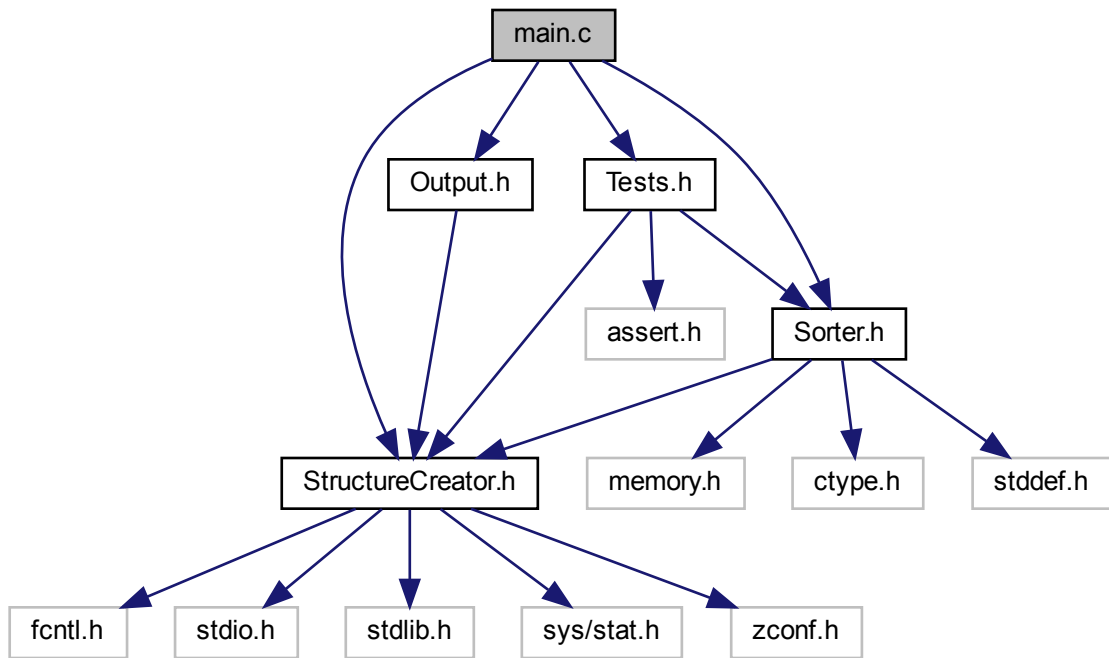 main.c
Output.h
Tests.h
assert.h
Sorter.h
StructureCreator.h
memory.h
ctype.h
stddef.h
fcntl.h
stdio.h
stdlib.h
sys/stat.h
zconf.h